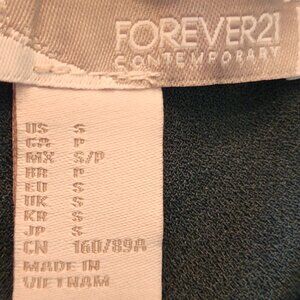 FOREVER21
CONTEMPORARY
US S
CA P
MX S/P
BR P
EU S
UK S
KR S
JP S
CN 160/89A
MADE IN
VIETNAM